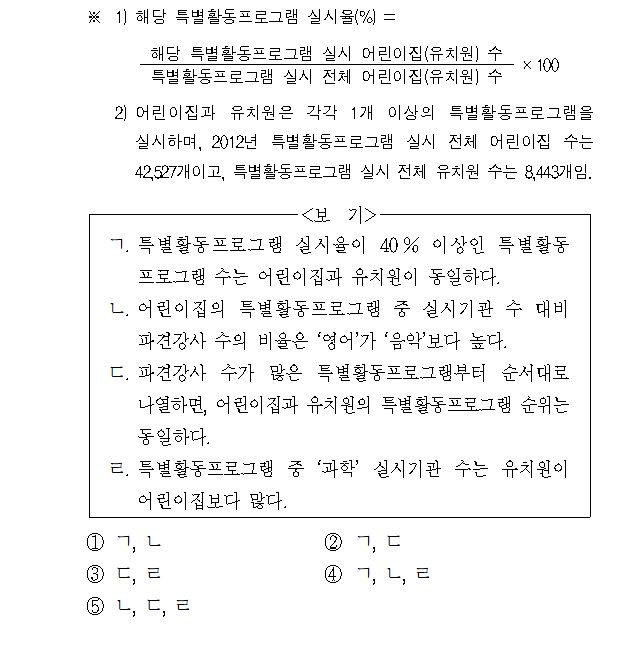 ※ 1) 해당 특별활동프로그램 실시율(%) =
해당 특별활동프로그램 실시 어린이집(유치원) 수
특별활동프로그램 실시 전체 어린이집(유치원) 수
× 100
2) 어린이집과 유치원은 각각 1개 이상의 특별활동프로그램을
실시하며, 2012년 특별활동프로그램 실시 전체 어린이집 수는
42,527개이고, 특별활동프로그램 실시 전체 유치원 수는 8,443개임.
<보 기>
ㄱ. 특별활동프로그램 실시율이 40 % 이상인 특별활동
프로그램 수는 어린이집과 유치원이 동일하다.
ㄴ. 어린이집의 특별활동프로그램 중 실시기관 수 대비
파견강사 수의 비율은 ‘영어’가 ‘음악’보다 높다.
ㄷ. 파견강사 수가 많은 특별활동프로그램부터 순서대로
나열하면, 어린이집과 유치원의 특별활동프로그램 순위는
동일하다.
ㄹ. 특별활동프로그램 중 ‘과학’ 실시기관 수는 유치원이
어린이집보다 많다.
① ㄱ, ㄴ ② ㄱ, ㄷ
③ ㄷ, ㄹ ④ ㄱ, ㄴ, ㄹ
⑤ ㄴ, ㄷ, ㄹ